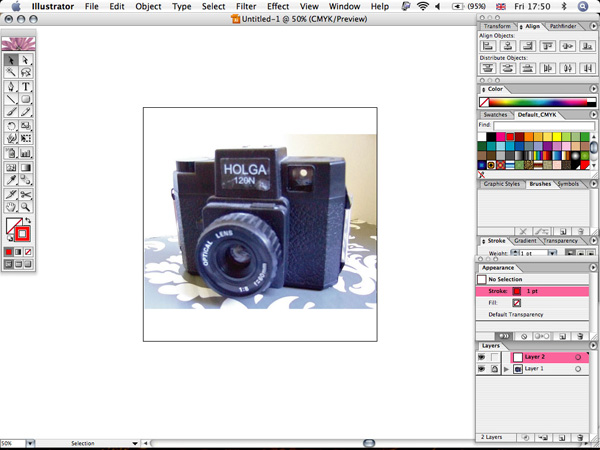 Illustrator File Edit Object Type Select Filter Effect View Window Help (95%) Fri 17:50
Untitled-1 @ 50% (CMYK/Preview)
Transform Align Pathfinder
Align Objects:
Distribute Objects:
Color
Swatches Default_CMYK
Find:
Graphic Styles Brushes Symbols
Stroke Gradient Transparency
Weight: 1 pt
Appearance
No Selection
Stroke: 1 pt
Fill:
Default Transparency
Layers
Layer 2
Layer 1
2 Layers
HOLGA
120N
OPTICAL LENS
1:8
50% Selection